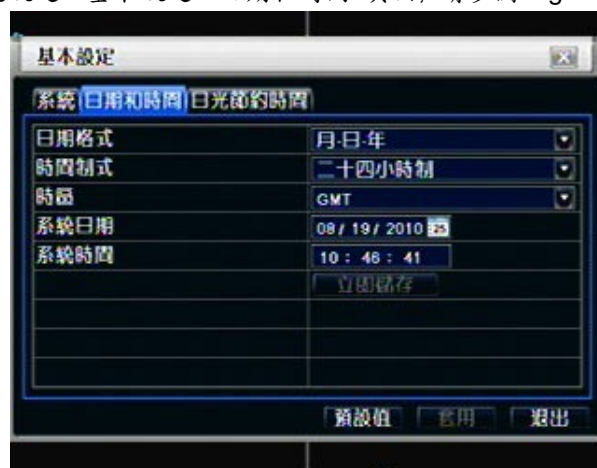 基本設定
系統 日期和時間 日光節約時間
日期格式 月-日-年
時間制式 二十四小時制
時區 GMT
系統日期 08 / 19 / 2010
系統時間 10 : 46 : 41
立即儲存
預設值 套用 退出